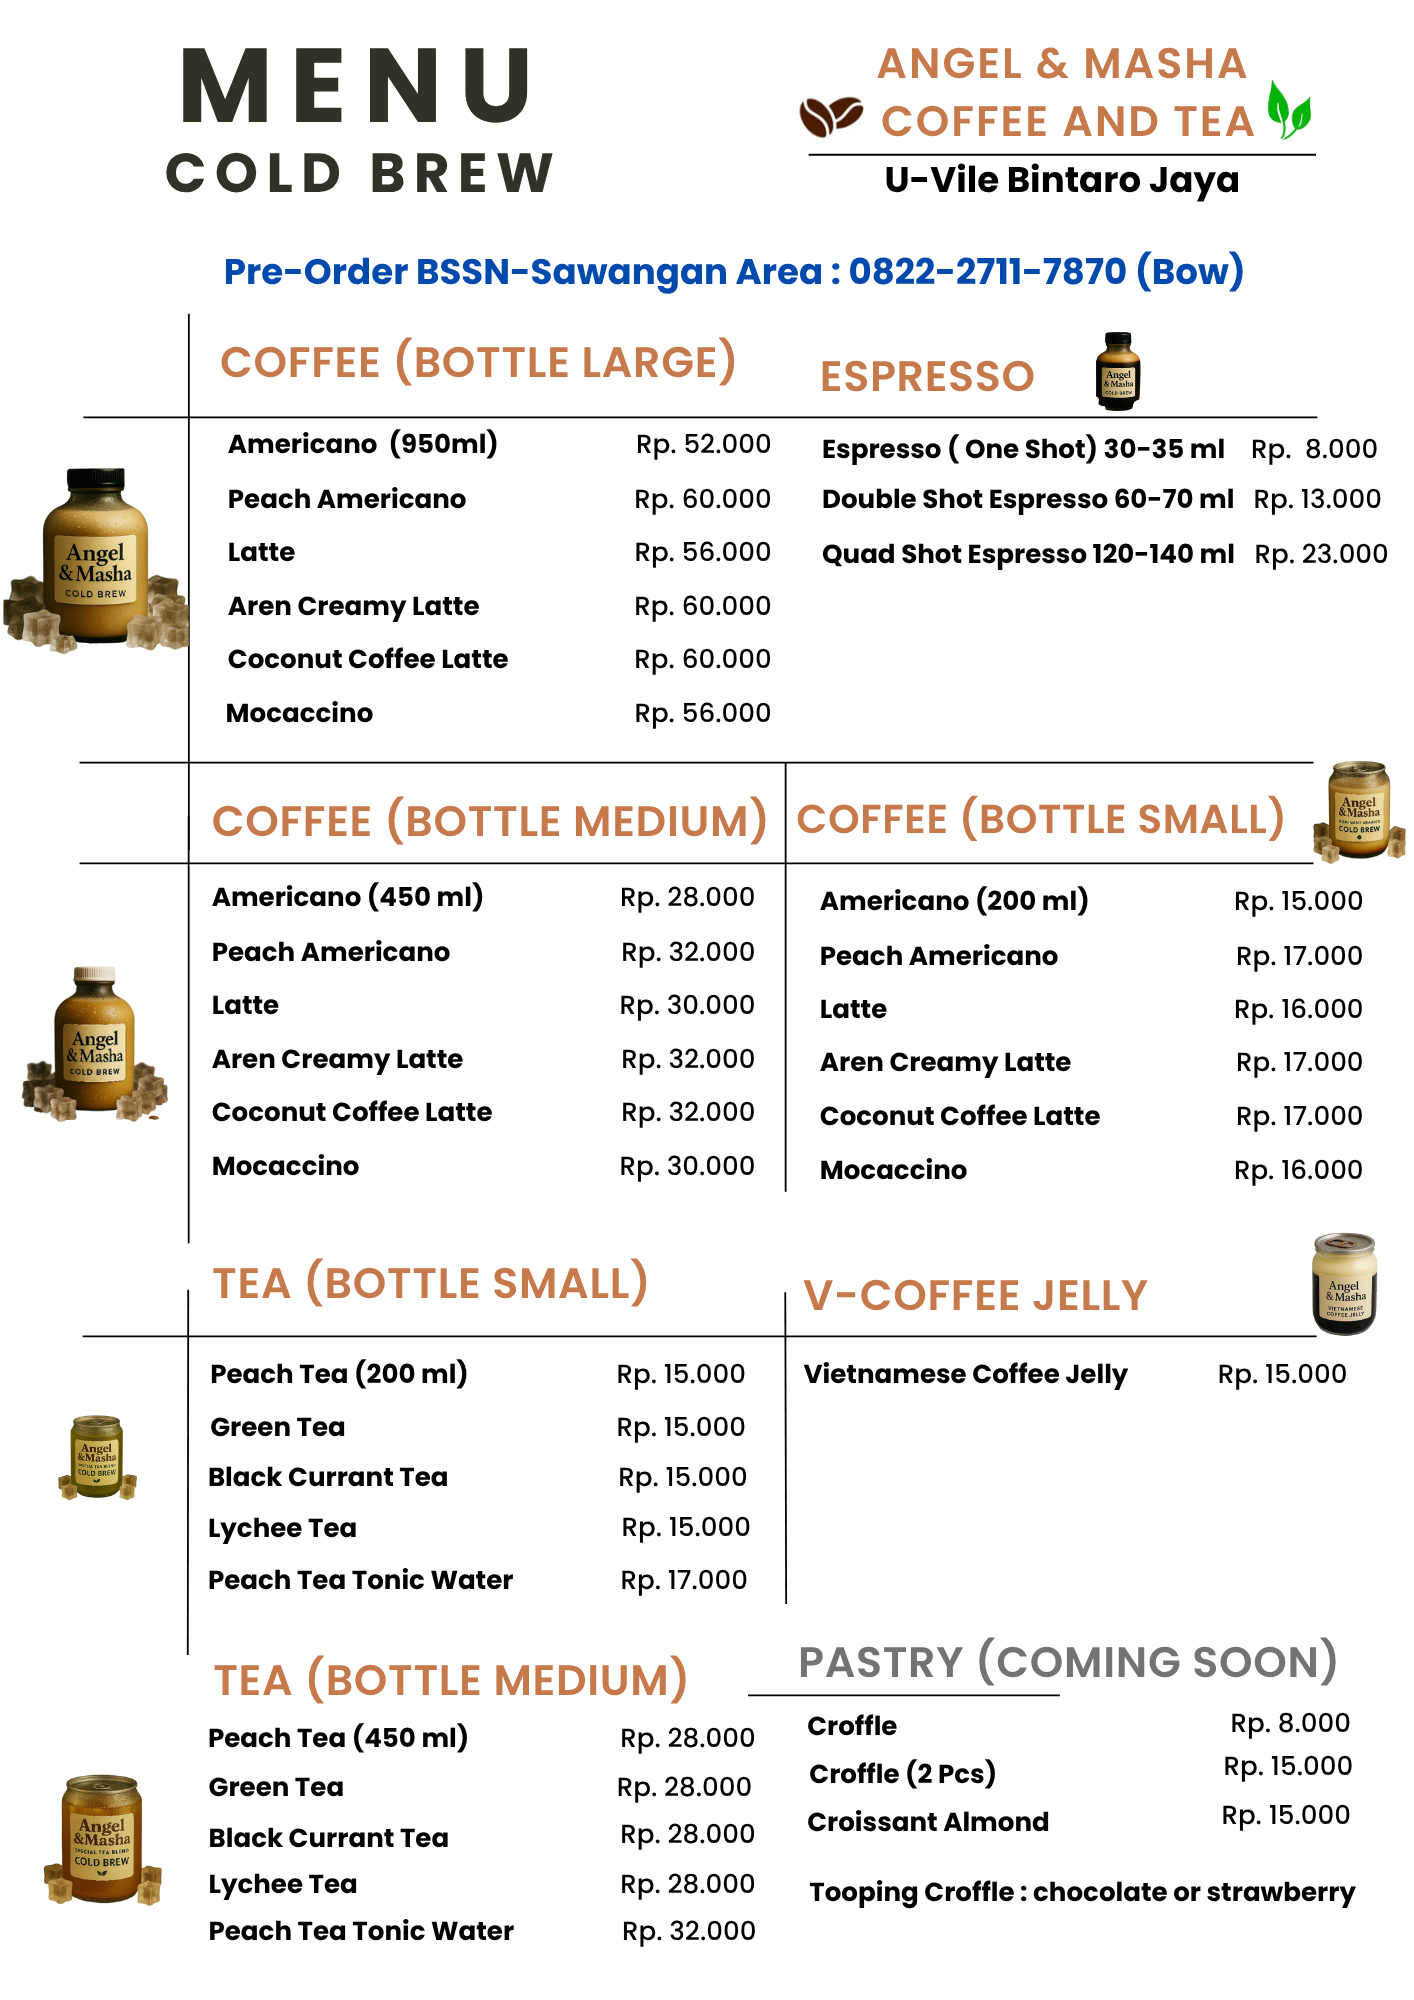 MENU
COLD BREW
ANGEL & MASHA
COFFEE AND TEA
U-Vile Bintaro Jaya
Pre-Order BSSN-Sawangan Area : 0822-2711-7870 (Bow)
COFFEE (BOTTLE LARGE)
Americano (950ml) Rp. 52.000
Peach Americano Rp. 60.000
Latte Rp. 56.000
Aren Creamy Latte Rp. 60.000
Coconut Coffee Latte Rp. 60.000
Mocaccino Rp. 56.000
Angel
& Masha
COLD BREW
ESPRESSO
Angel
& Masha
COLD BREW
Espresso ( One Shot) 30-35 ml Rp. 8.000
Double Shot Espresso 60-70 ml Rp. 13.000
Quad Shot Espresso 120-140 ml Rp. 23.000
COFFEE (BOTTLE MEDIUM)
Americano (450 ml) Rp. 28.000
Peach Americano Rp. 32.000
Latte Rp. 30.000
Aren Creamy Latte Rp. 32.000
Coconut Coffee Latte Rp. 32.000
Mocaccino Rp. 30.000
Angel
& Masha
COLD BREW
COFFEE (BOTTLE SMALL)
Angel
& Masha
COLD BREW
Americano (200 ml) Rp. 15.000
Peach Americano Rp. 17.000
Latte Rp. 16.000
Aren Creamy Latte Rp. 17.000
Coconut Coffee Latte Rp. 17.000
Mocaccino Rp. 16.000
TEA (BOTTLE SMALL)
Peach Tea (200 ml) Rp. 15.000
Green Tea Rp. 15.000
Black Currant Tea Rp. 15.000
Lychee Tea Rp. 15.000
Peach Tea Tonic Water Rp. 17.000
Angel
& Masha
SPECIAL TEA BLEND
COLD BREW
V-COFFEE JELLY
Angel
& Masha
VIETNAMESE
COFFEE JELLY
Vietnamese Coffee Jelly Rp. 15.000
TEA (BOTTLE MEDIUM)
Peach Tea (450 ml) Rp. 28.000
Green Tea Rp. 28.000
Black Currant Tea Rp. 28.000
Lychee Tea Rp. 28.000
Peach Tea Tonic Water Rp. 32.000
Angel
& Masha
SPECIAL TEA BLEND
COLD BREW
PASTRY (COMING SOON)
Croffle Rp. 8.000
Croffle (2 Pcs) Rp. 15.000
Croissant Almond Rp. 15.000
Tooping Croffle : chocolate or strawberry